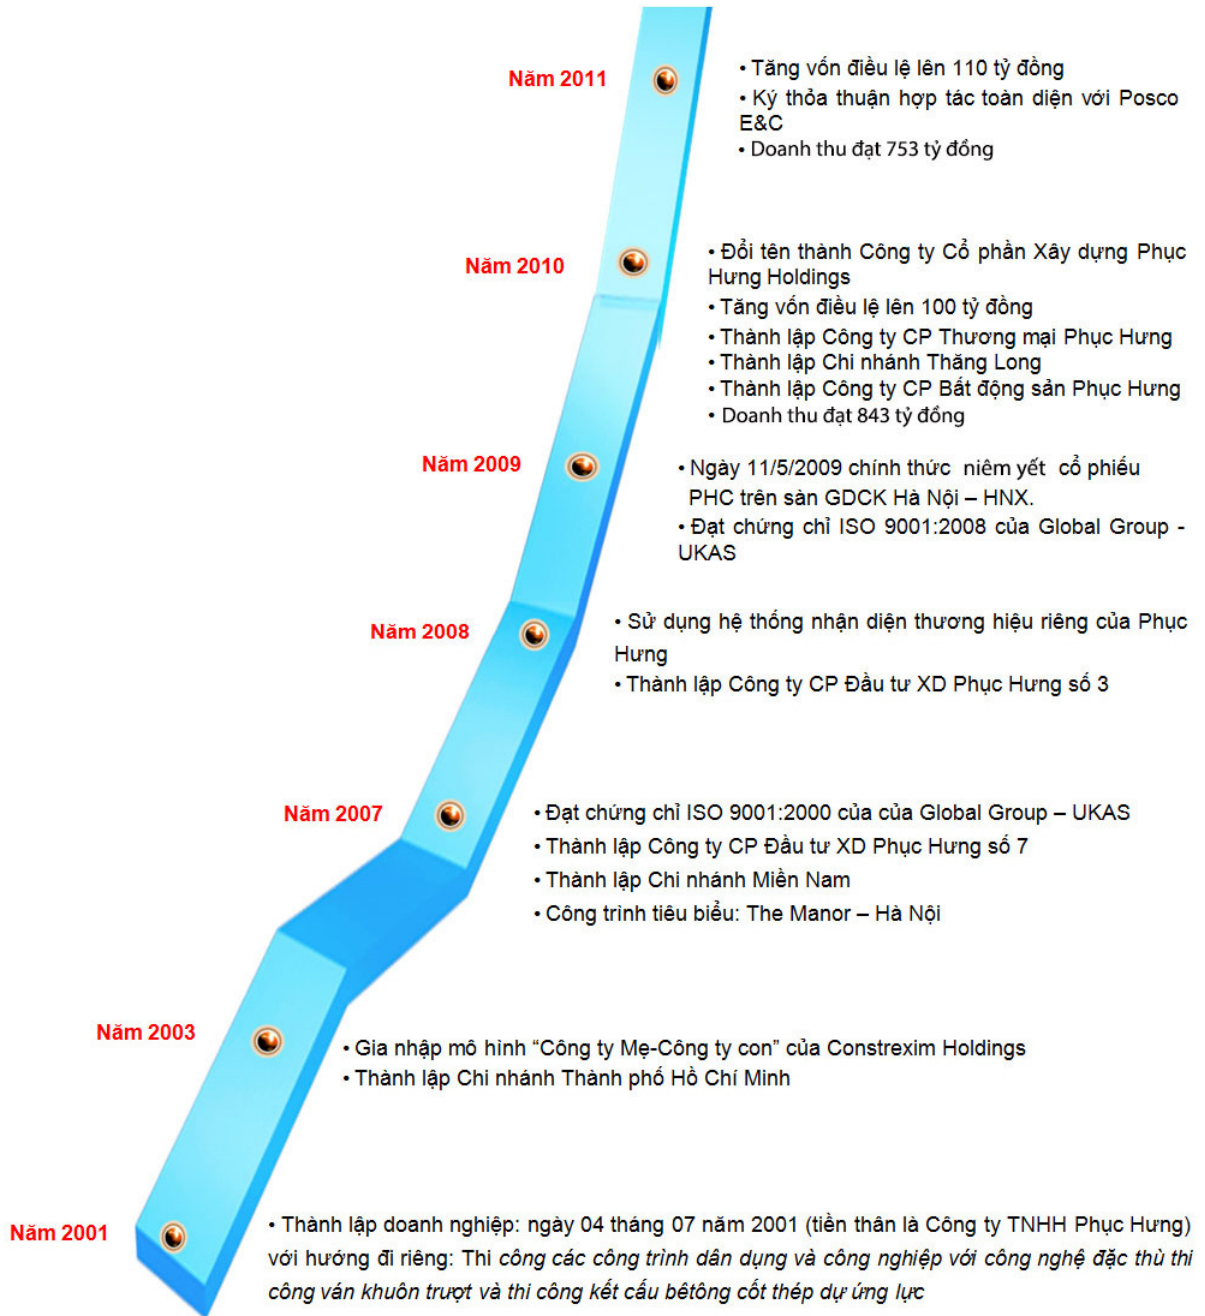 Năm 2011
• Tăng vốn điều lệ lên 110 tỷ đồng
• Ký thỏa thuận hợp tác toàn diện với Posco
E&C
• Doanh thu đạt 753 tỷ đồng
Năm 2010
• Đổi tên thành Công ty Cổ phần Xây dựng Phục
Hưng Holdings
• Tăng vốn điều lệ lên 100 tỷ đồng
• Thành lập Công ty CP Thương mại Phục Hưng
• Thành lập Chi nhánh Thăng Long
• Thành lập Công ty CP Bất động sản Phục Hưng
• Doanh thu đạt 843 tỷ đồng
Năm 2009
• Ngày 11/5/2009 chính thức niêm yết cổ phiếu
PHC trên sàn GDCK Hà Nội – HNX.
• Đạt chứng chỉ ISO 9001:2008 của Global Group -
UKAS
Năm 2008
• Sử dụng hệ thống nhận diện thương hiệu riêng của Phục
Hưng
• Thành lập Công ty CP Đầu tư XD Phục Hưng số 3
Năm 2007
• Đạt chứng chỉ ISO 9001:2000 của của Global Group – UKAS
• Thành lập Công ty CP Đầu tư XD Phục Hưng số 7
• Thành lập Chi nhánh Miền Nam
• Công trình tiêu biểu: The Manor – Hà Nội
Năm 2003
• Gia nhập mô hình “Công ty Mẹ-Công ty con” của Constrexim Holdings
• Thành lập Chi nhánh Thành phố Hồ Chí Minh
Năm 2001
• Thành lập doanh nghiệp: ngày 04 tháng 07 năm 2001 (tiền thân là Công ty TNHH Phục Hưng)
với hướng đi riêng: Thi công các công trình dân dụng và công nghiệp với công nghệ đặc thù thi
công ván khuôn trượt và thi công kết cấu bêtông cốt thép dự ứng lực